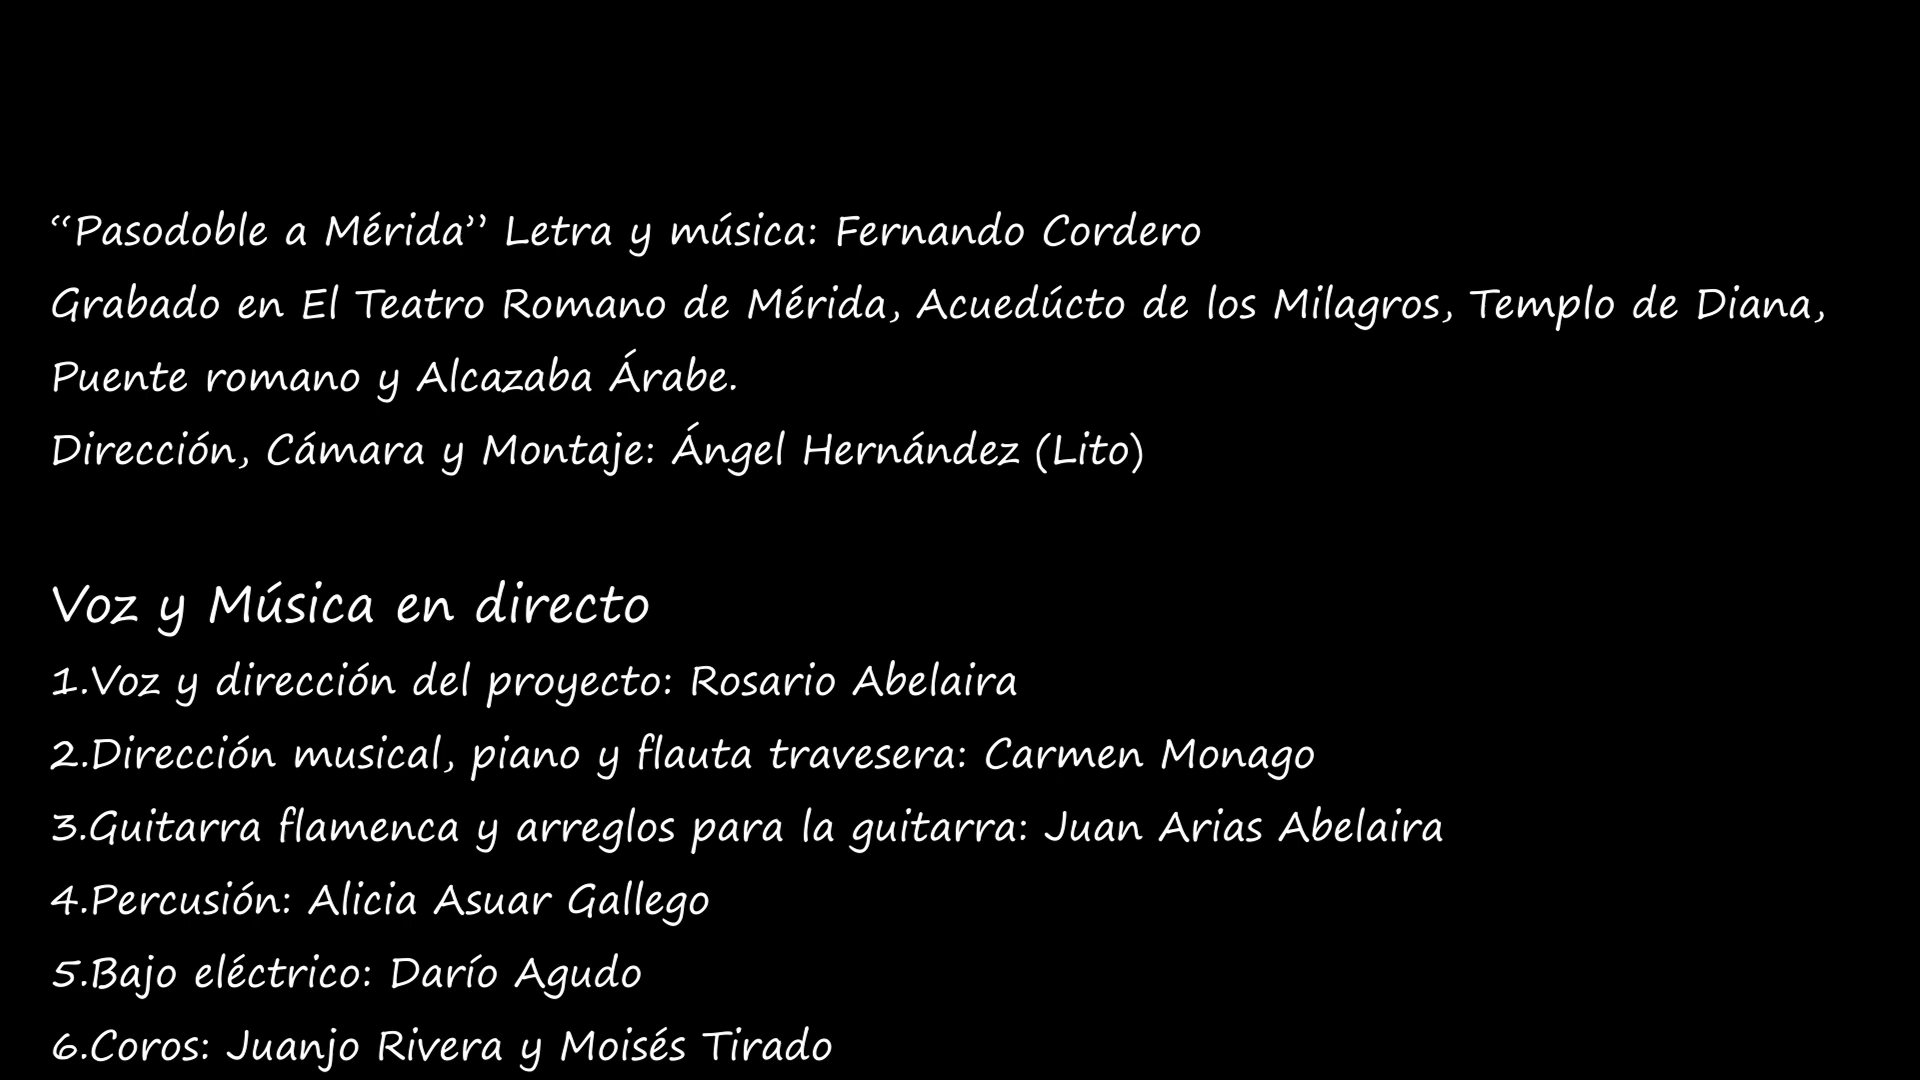 “Pasodoble a Mérida” Letra y música: Fernando Cordero
Grabado en El Teatro Romano de Mérida, Acuedúcto de los Milagros, Templo de Diana,
Puente romano y Alcazaba Árabe.
Dirección, Cámara y Montaje: Ángel Hernández (Lito)
Voz y Música en directo
1.Voz y dirección del proyecto: Rosario Abelaira
2.Dirección musical, piano y flauta travesera: Carmen Monago
3.Guitarra flamenca y arreglos para la guitarra: Juan Arias Abelaira
4.Percusión: Alicia Asuar Gallego
5.Bajo eléctrico: Darío Agudo
6.Coros: Juanjo Rivera y Moisés Tirado